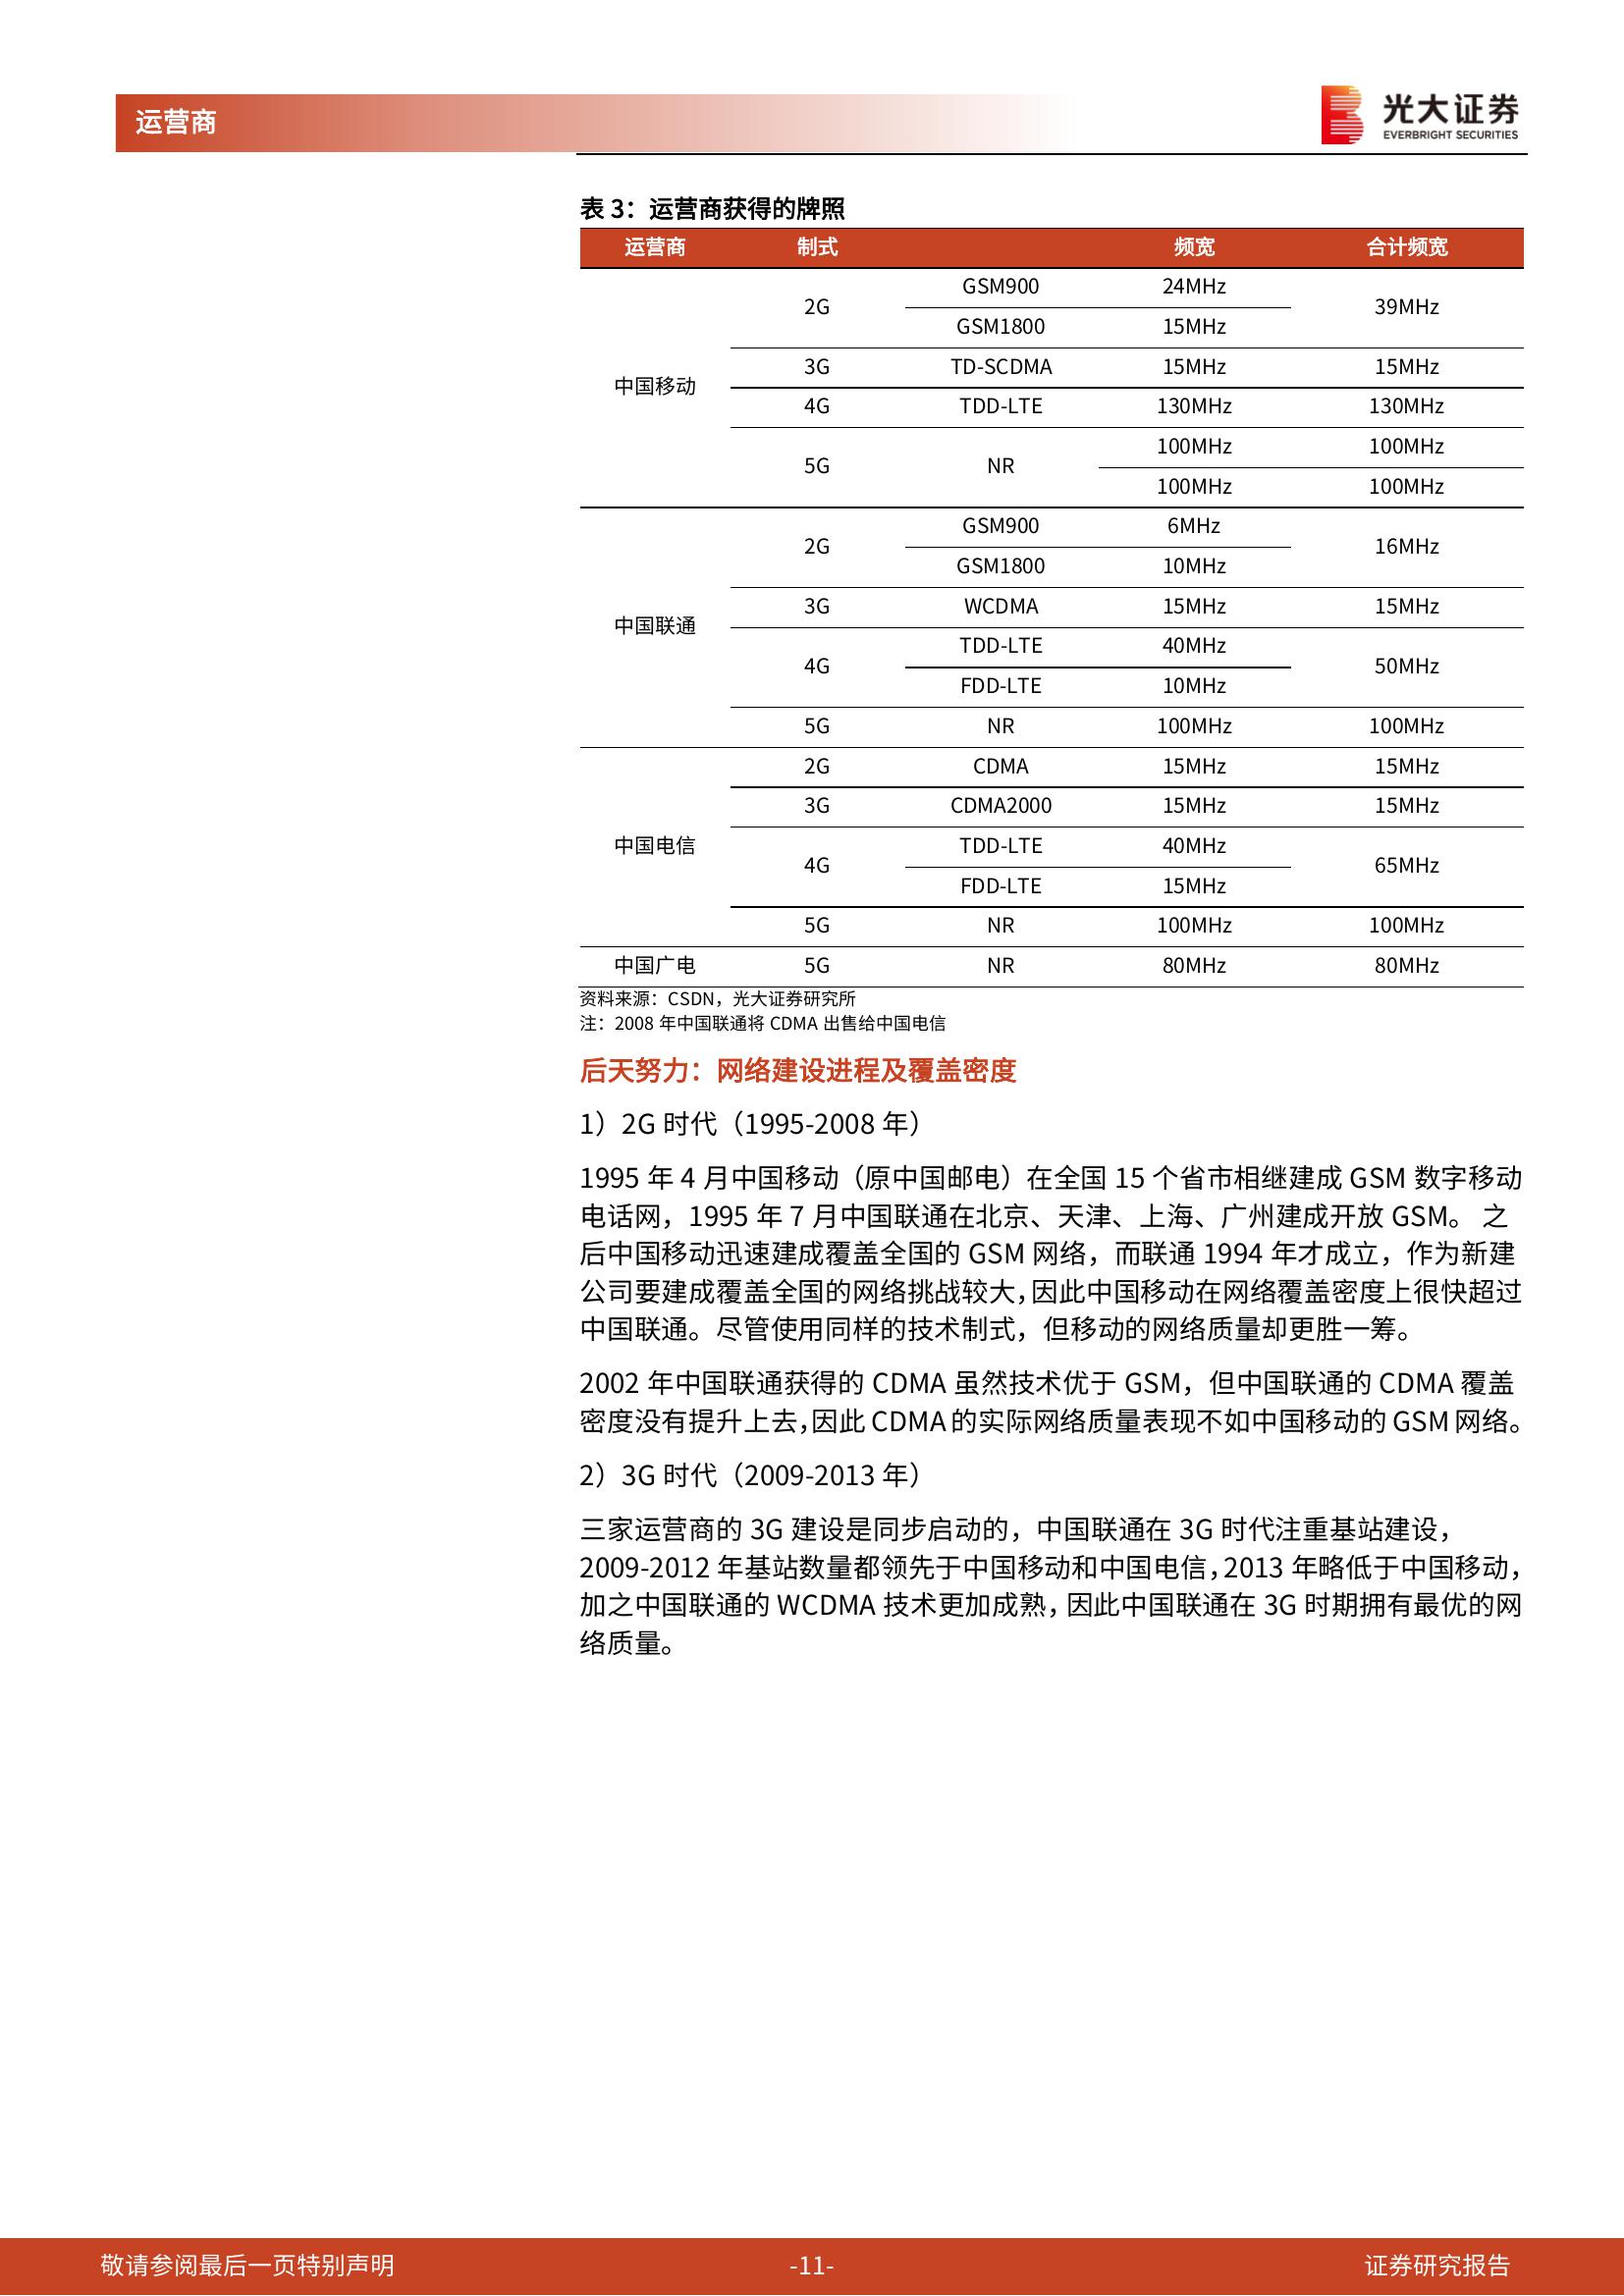 运营商
光大证券
EVERBRIGHT SECURITIES
表 3：运营商获得的牌照
运营商 制式 频宽 合计频宽
中国移动 2G GSM900 24MHz 39MHz
GSM1800 15MHz
3G TD-SCDMA 15MHz 15MHz
4G TDD-LTE 130MHz 130MHz
5G NR 100MHz 100MHz
100MHz 100MHz
中国联通 2G GSM900 6MHz 16MHz
GSM1800 10MHz
3G WCDMA 15MHz 15MHz
4G TDD-LTE 40MHz 50MHz
FDD-LTE 10MHz
5G NR 100MHz 100MHz
中国电信 2G CDMA 15MHz 15MHz
3G CDMA2000 15MHz 15MHz
4G TDD-LTE 40MHz 65MHz
FDD-LTE 15MHz
5G NR 100MHz 100MHz
中国广电 5G NR 80MHz 80MHz
资料来源：CSDN，光大证券研究所
注：2008 年中国联通将 CDMA 出售给中国电信
后天努力：网络建设进程及覆盖密度
1）2G 时代（1995-2008 年）
1995 年 4 月中国移动（原中国邮电）在全国 15 个省市相继建成 GSM 数字移动
电话网，1995 年 7 月中国联通在北京、天津、上海、广州建成开放 GSM。 之
后中国移动迅速建成覆盖全国的 GSM 网络，而联通 1994 年才成立，作为新建
公司要建成覆盖全国的网络挑战较大，因此中国移动在网络覆盖密度上很快超过
中国联通。尽管使用同样的技术制式，但移动的网络质量却更胜一筹。
2002 年中国联通获得的 CDMA 虽然技术优于 GSM，但中国联通的 CDMA 覆盖
密度没有提升上去，因此 CDMA 的实际网络质量表现不如中国移动的 GSM 网络。
2）3G 时代（2009-2013 年）
三家运营商的 3G 建设是同步启动的，中国联通在 3G 时代注重基站建设，
2009-2012 年基站数量都领先于中国移动和中国电信，2013 年略低于中国移动，
加之中国联通的 WCDMA 技术更加成熟，因此中国联通在 3G 时期拥有最优的网
络质量。
敬请参阅最后一页特别声明 -11- 证券研究报告